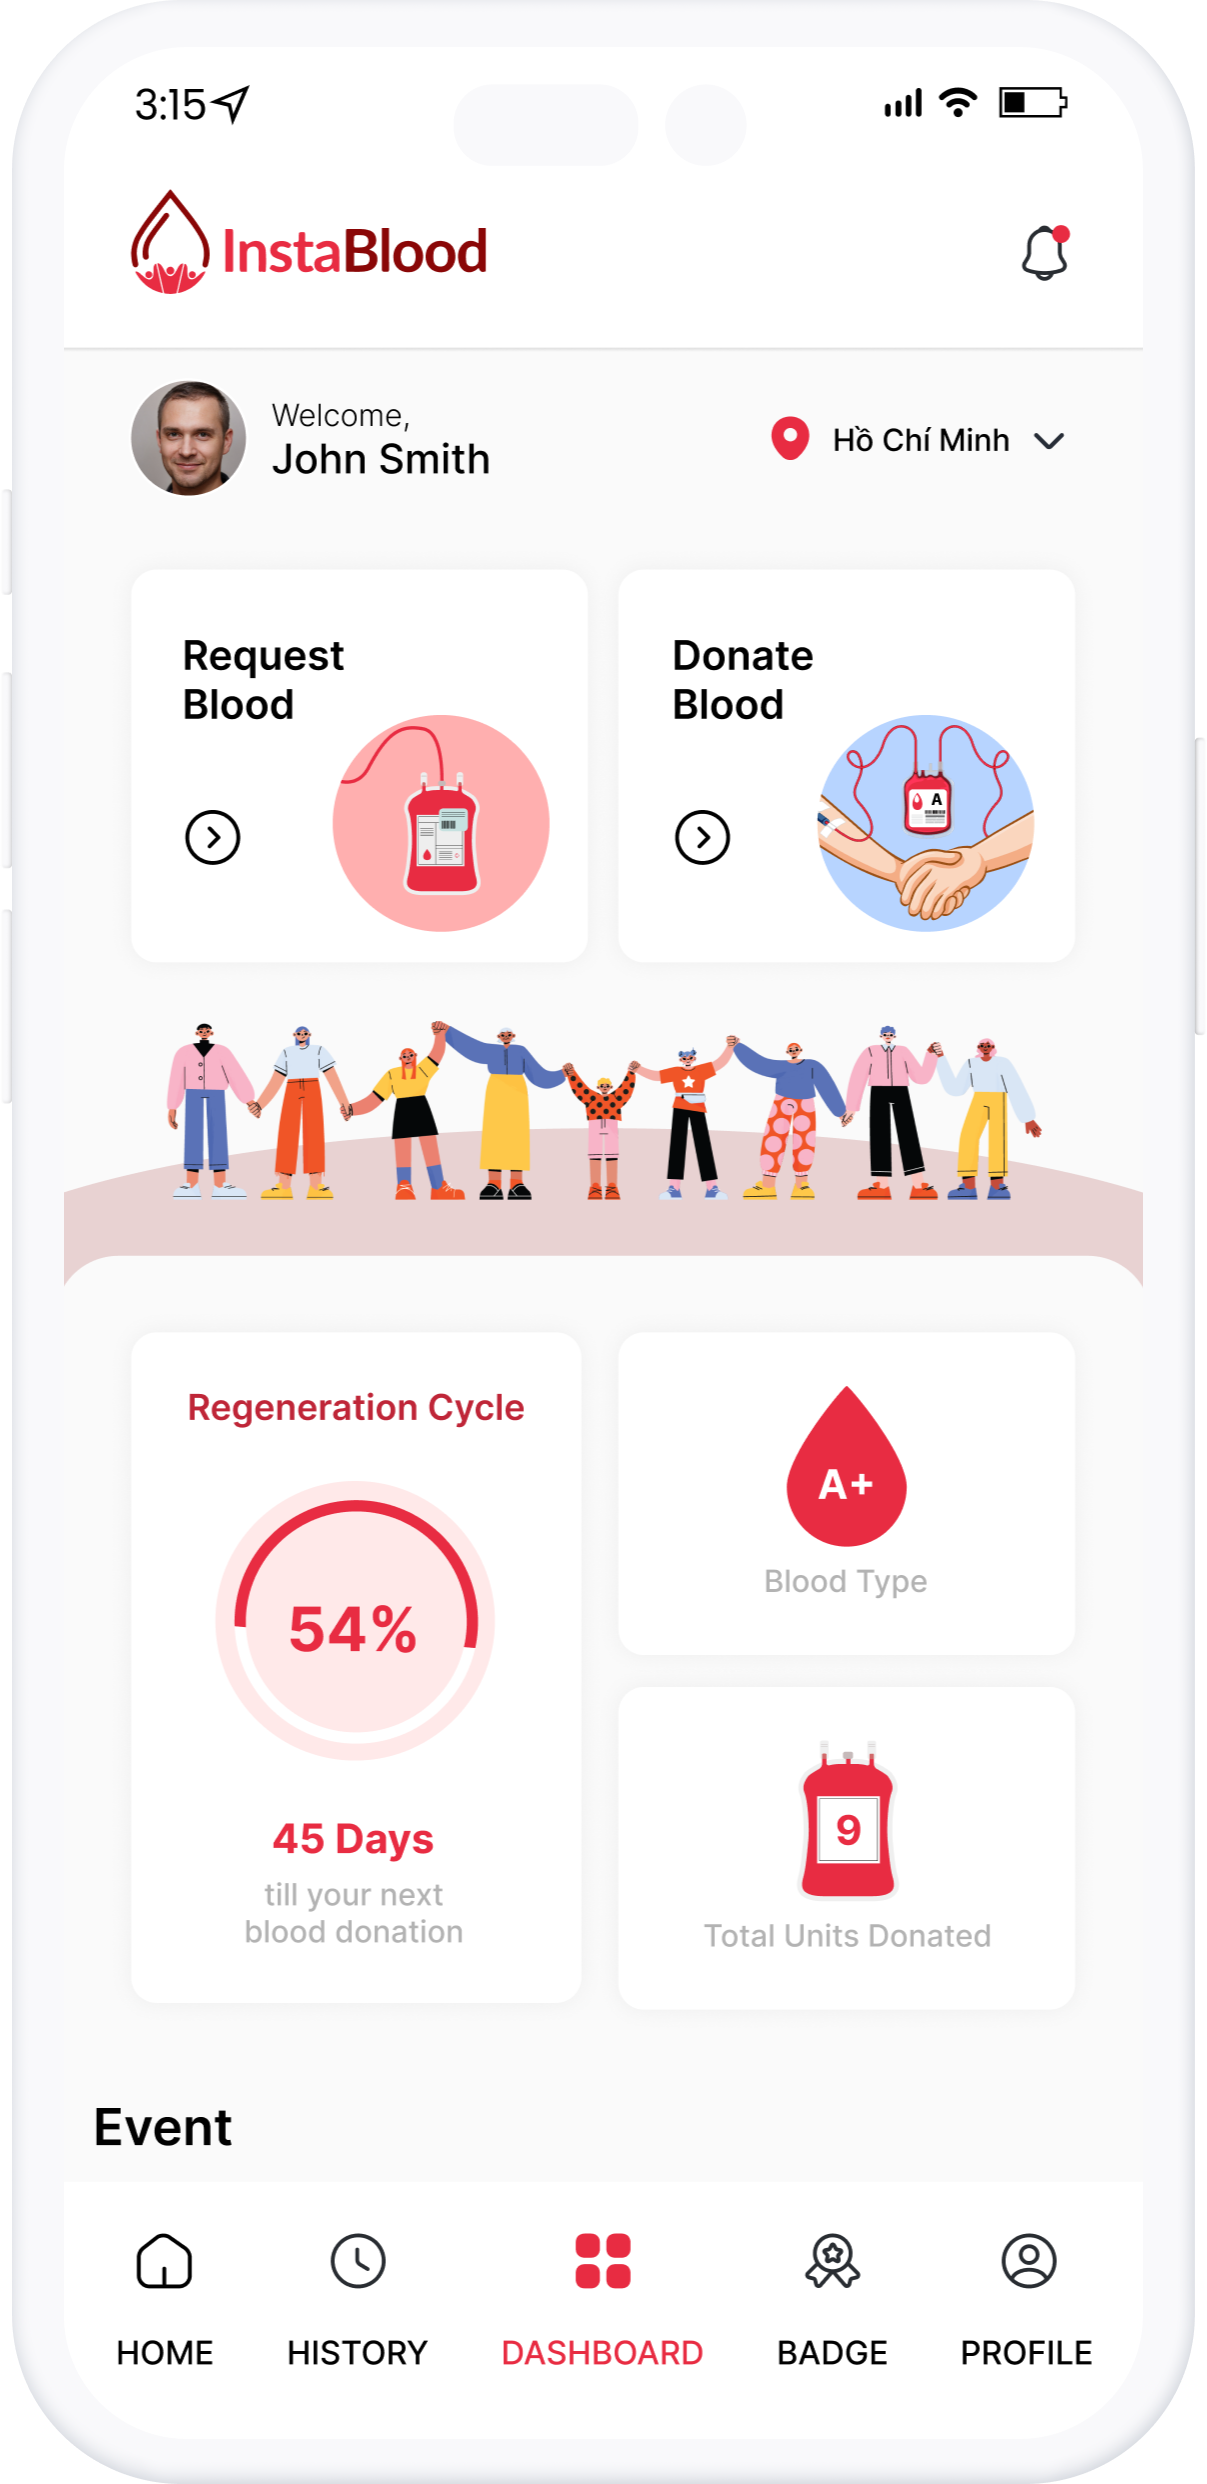 3:15
InstaBlood
Welcome,
John Smith
Hồ Chí Minh
Request
Blood
Donate
Blood
A
Regeneration Cycle
54%
45 Days
till your next
blood donation
A+
Blood Type
9
Total Units Donated
Event
HOME
HISTORY
DASHBOARD
BADGE
PROFILE